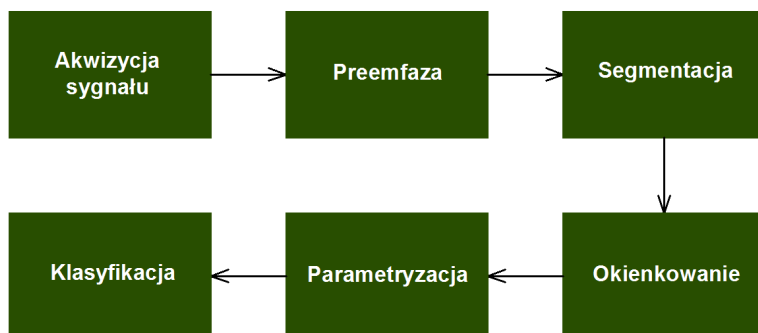 Akwizycja
sygnału
Preemfaza
Segmentacja
Okienkowanie
Parametryzacja
Klasyfikacja